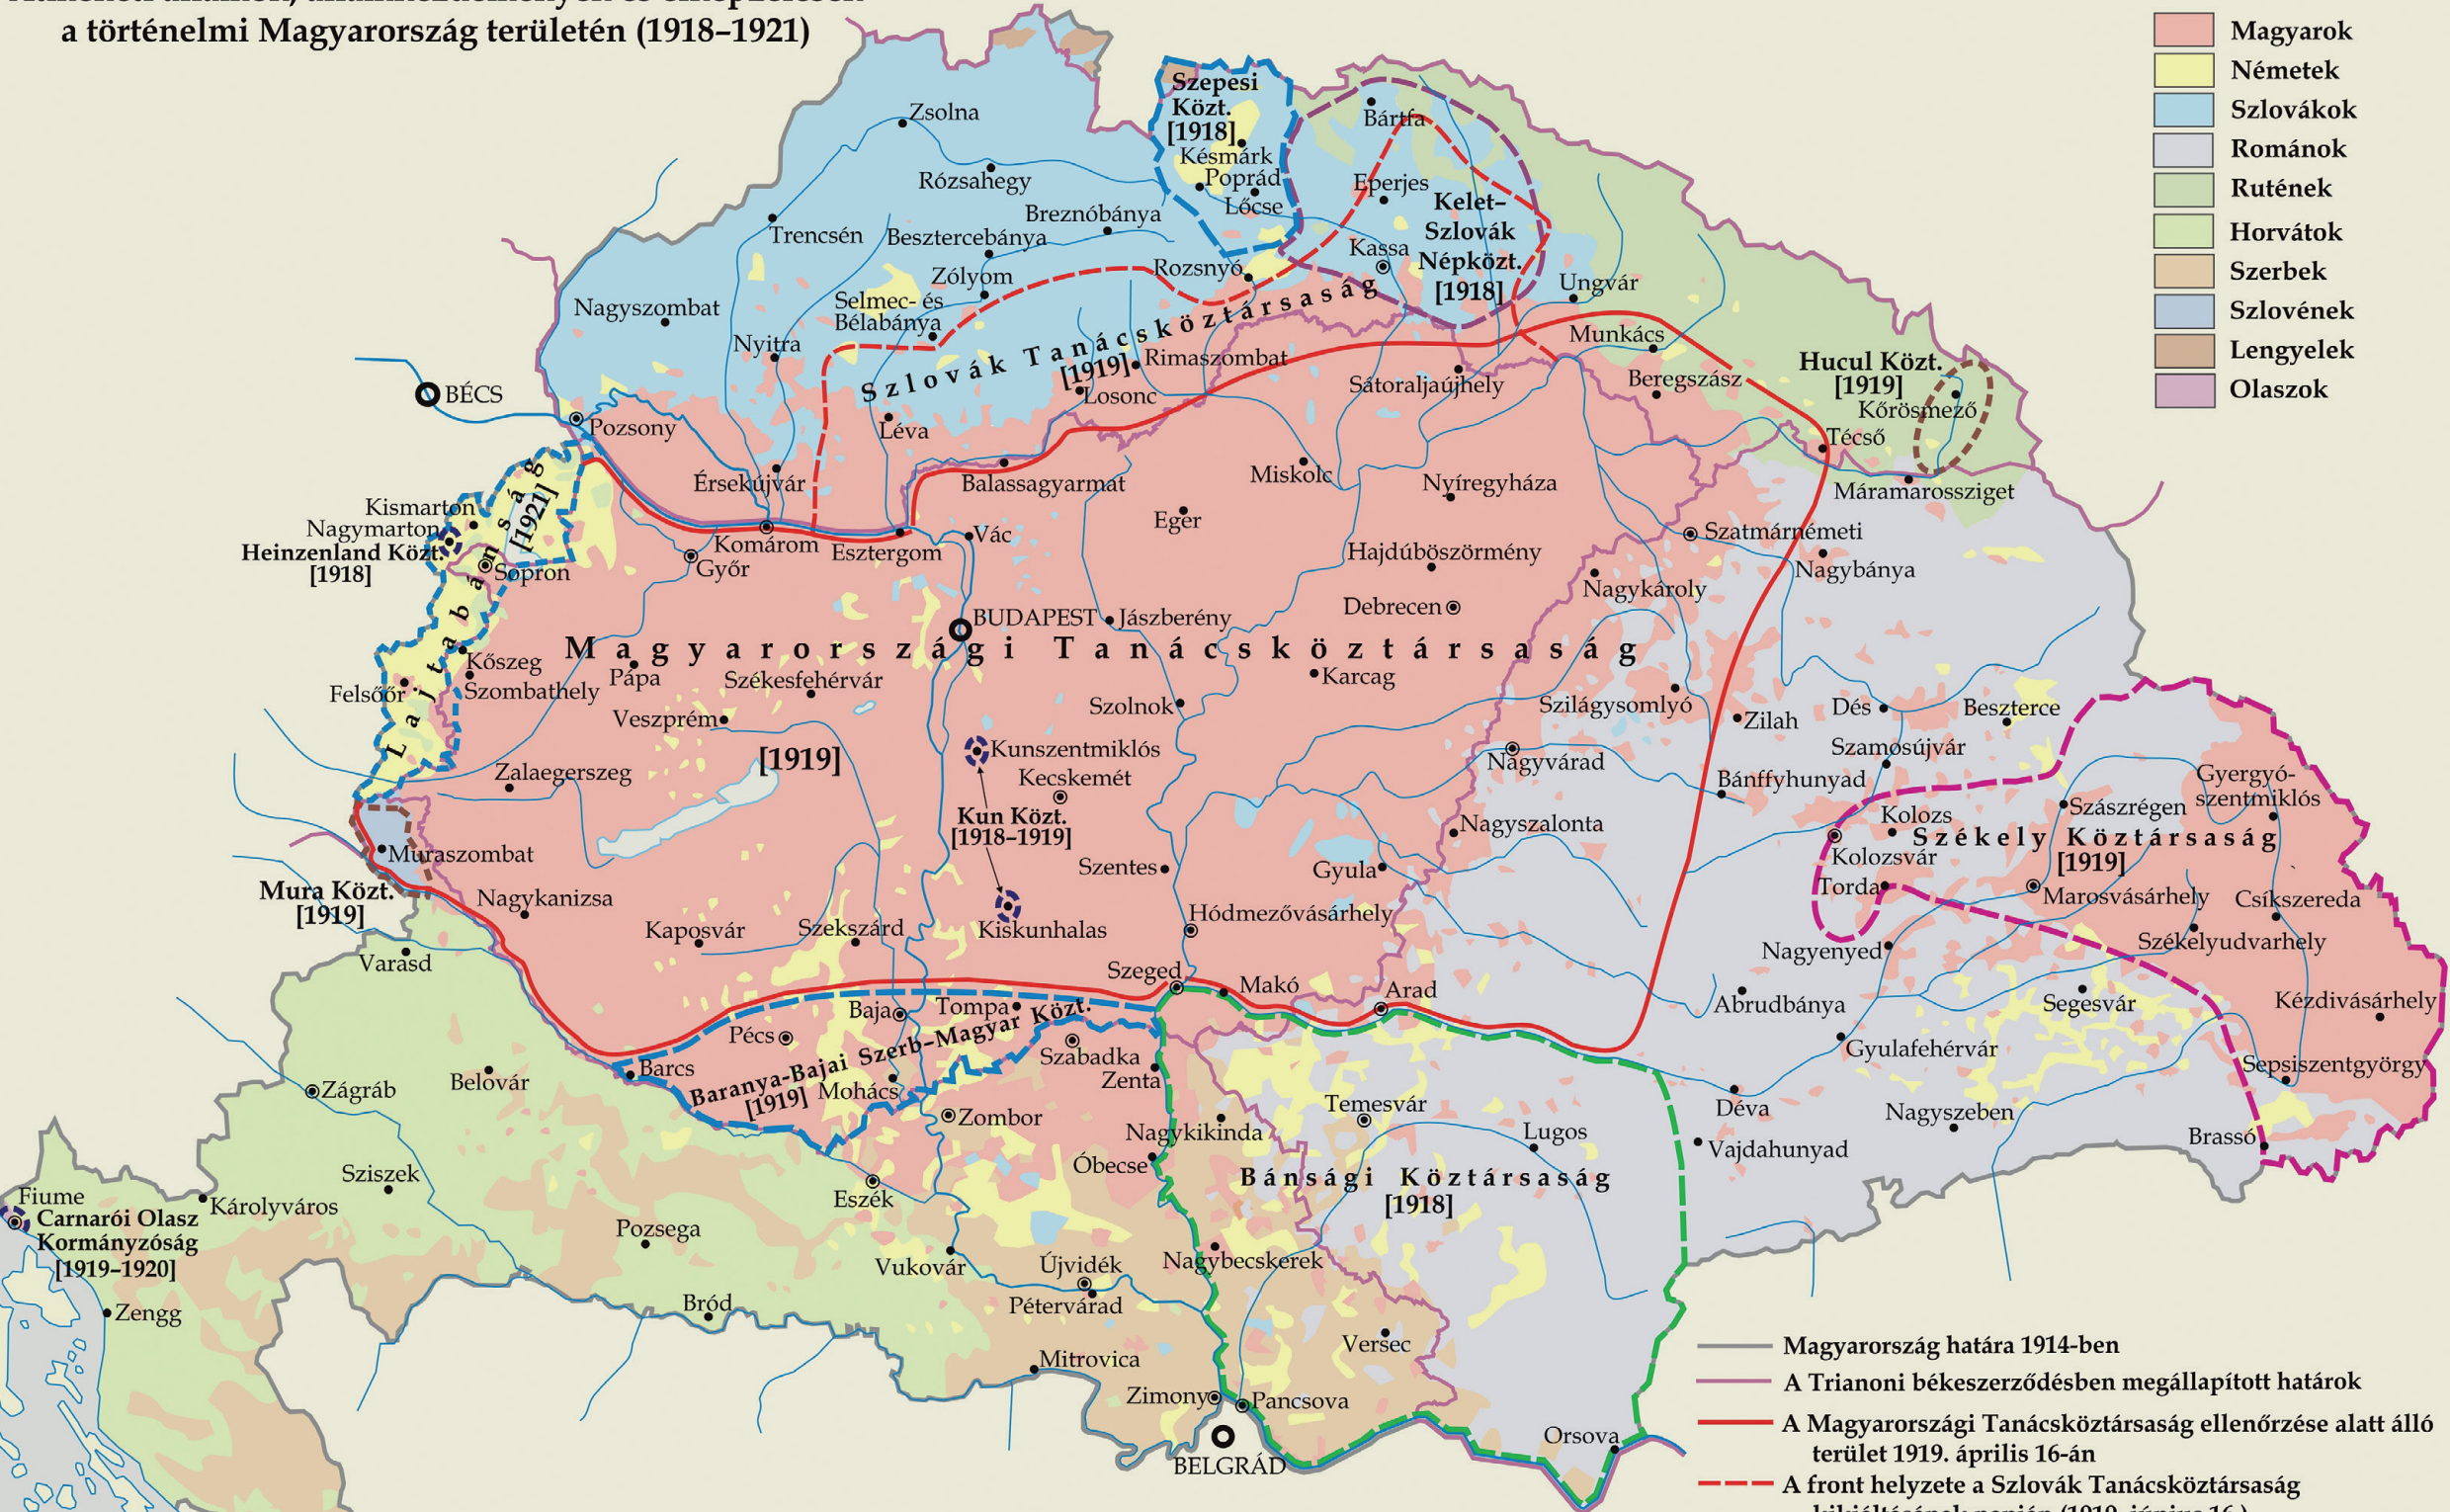 a történelmi Magyarország területén (1918–1921)
Magyarok
Németek
Szlovákok
Románok
Rutének
Horvátok
Szerbek
Szlovének
Lengyelek
Olaszok
Szepesi
Közt.
[1918]
Késmárk
Poprád
Lőcse
Bártfa
Eperjes
Kelet–
Szlovák
Népközt.
[1918]
Kassa
Zsolna
Rózsahegy
Breznóbánya
Trencsén
Besztercebánya
Zólyom
Rozsnyó
Selmec- és
Bélabánya
Nagyszombat
Nyitra
Ungvár
Munkács
Szlovák Tanácsköztársaság
[1919]
Rimaszombat
Losonc
Léva
Sátoraljaújhely
Beregszász
Hucul Közt.
[1919]
Kőrösmező
Técső
Máramarossziget
BÉCS
Pozsony
Érsekújvár
Balassagyarmat
Miskolc
Nyíregyháza
Kismarton
Nagymarton
Heinzenland Közt.
[1918]
Lajtabánság
[1921]
Sopron
Komárom
Győr
Esztergom
Vác
Eger
Szatmárnémeti
Nagybánya
Hajdúböszörmény
Nagykároly
Debrecen
BUDAPEST
Jászberény
Magyarországi Tanácsköztársaság
[1919]
Kőszeg
Szombathely
Felsőőr
Pápa
Székesfehérvár
Veszprém
Karcag
Szolnok
Szilágysomlyó
Zilah
Dés
Beszterce
Szamosújvár
Nagyvárad
Bánffyhunyad
Zalaegerszeg
Kunszentmiklós
Kecskemét
Kun Közt.
[1918–1919]
Kiskunhalas
Nagyszalonta
Gyula
Szentes
Hódmezővásárhely
Gyergyó-
szentmiklós
Szászrégen
Kolozs
Székely Köztársaság
[1919]
Kolozsvár
Torda
Marosvásárhely
Csíkszereda
Székelyudvarhely
Nagyenyed
Abrudbánya
Segesvár
Kézdivásárhely
Gyulafehérvár
Sepsiszentgyörgy
Déva
Nagyszeben
Vajdahunyad
Brassó
Muraszombat
Mura Közt.
[1919]
Nagykanizsa
Kaposvár
Szekszárd
Varasd
Szeged
Makó
Arad
Baja
Tompa
Pécs
Baranya-Bajai Szerb–Magyar Közt.
[1919]
Mohács
Szabadka
Zenta
Barcs
Zombor
Zágráb
Belovár
Nagykikinda
Temesvár
Lugos
Óbecse
Bánsági Köztársaság
[1918]
Eszék
Sziszek
Fiume
Carnarói Olasz
Kormányzóság
[1919–1920]
Károlyváros
Pozsega
Vukovár
Újvidék
Pétervárad
Nagybecskerek
Zengg
Bród
Versec
Mitrovica
Zimony
Pancsova
BELGRÁD
Orsova
Magyarország határa 1914-ben
A Trianoni békeszerződésben megállapított határok
A Magyarországi Tanácsköztársaság ellenőrzése alatt álló
terület 1919. április 16-án
A front helyzete a Szlovák Tanácsköztársaság